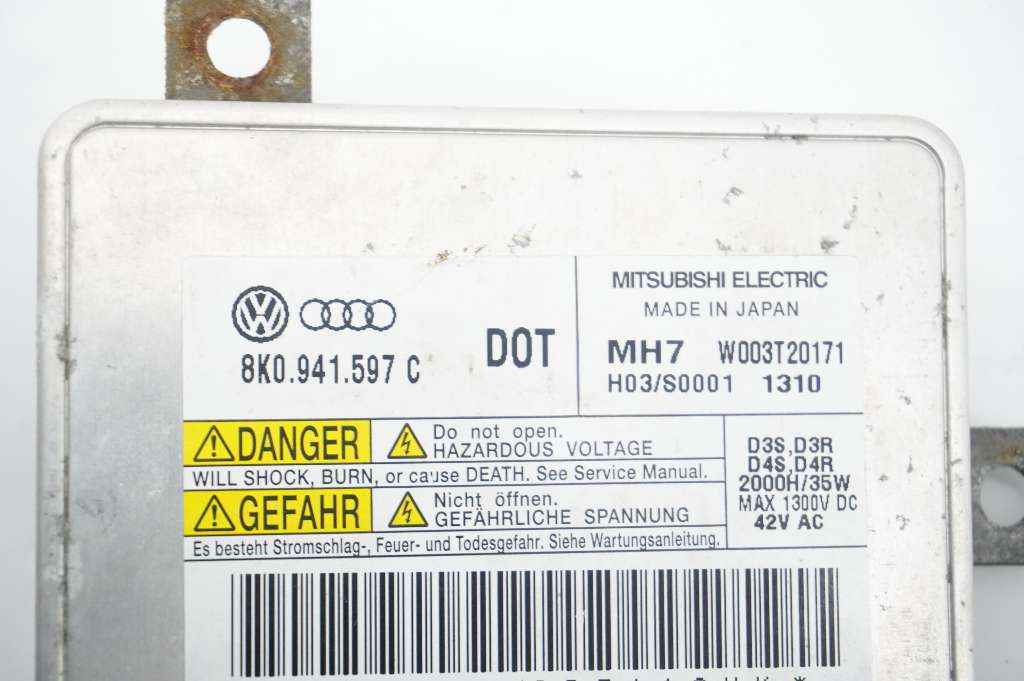 8K0.941.597 C
DOT
MITSUBISHI ELECTRIC
MADE IN JAPAN
MH7 W003T20171
H03/S0001 1310
DANGER
Do not open.
HAZARDOUS VOLTAGE
WILL SHOCK, BURN, or cause DEATH. See Service Manual.
GEFAHR
Nicht öffnen.
GEFÄHRLICHE SPANNUNG
Es besteht Stromschlag-, Feuer- und Todesgefahr. Siehe Wartungsanleitung.
D3S,D3R
D4S,D4R
2000H/35W
MAX 1300V DC
42V AC